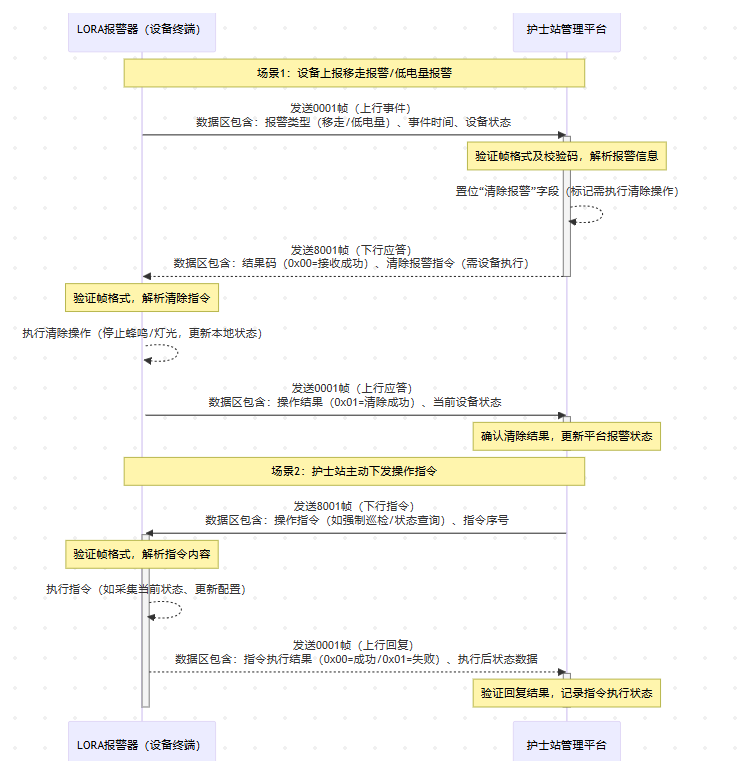 LORA报警器（设备终端）
护士站管理平台
场景1：设备上报移走报警/低电量报警
发送0001帧（上行事件）
数据区包含：报警类型（移走/低电量）、事件时间、设备状态
验证帧格式及校验码，解析报警信息
置位“清除报警”字段（标记需执行清除操作）
发送8001帧（下行应答）
数据区包含：结果码（0x00=接收成功）、清除报警指令（需设备执行）
验证帧格式，解析清除指令
执行清除操作（停止蜂鸣/灯光，更新本地状态）
发送0001帧（上行应答）
数据区包含：操作结果（0x01=清除成功）、当前设备状态
确认清除结果，更新平台报警状态
场景2：护士站主动下发操作指令
发送8001帧（下行指令）
数据区包含：操作指令（如强制巡检/状态查询）、指令序号
验证帧格式，解析指令内容
执行指令（如采集当前状态、更新配置）
发送0001帧（上行回复）
数据区包含：指令执行结果（0x00=成功/0x01=失败）、执行后状态数据
验证回复结果，记录指令执行状态
LORA报警器（设备终端）
护士站管理平台